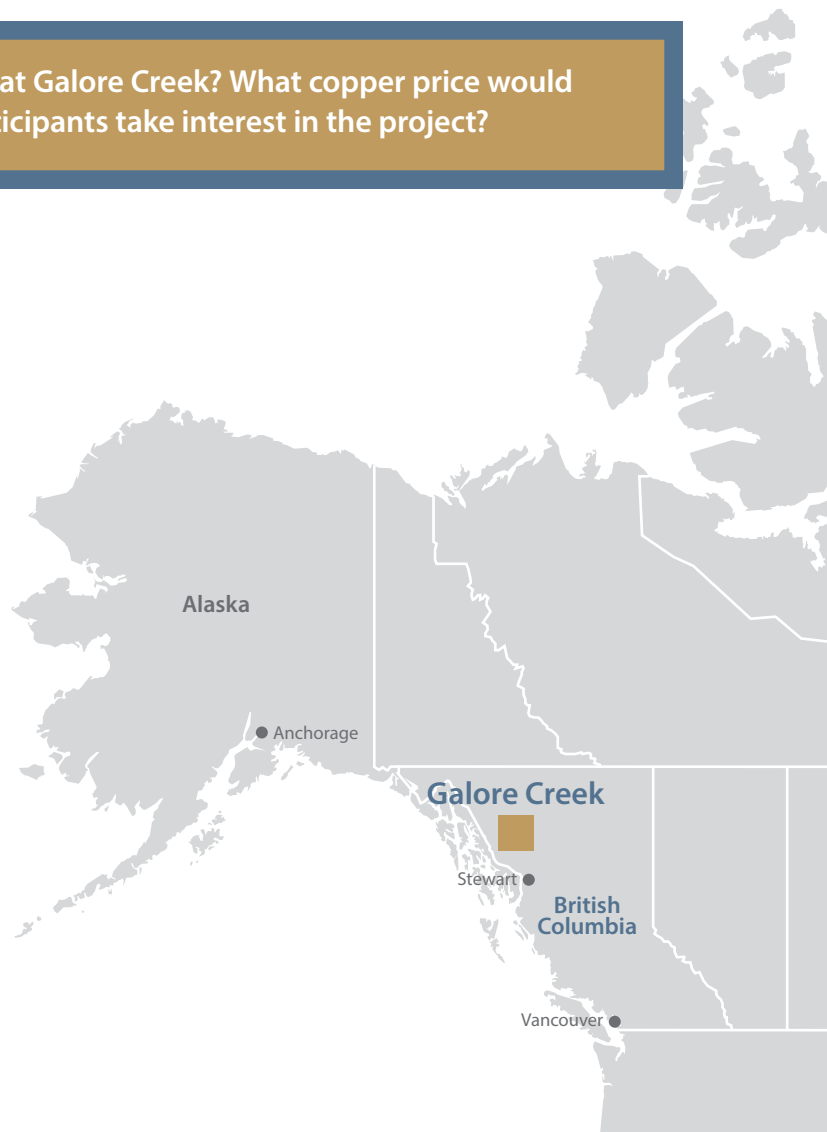 at Galore Creek? What copper price would
ticipants take interest in the project?
Alaska
Anchorage
Galore Creek
Stewart
British
Columbia
Vancouver